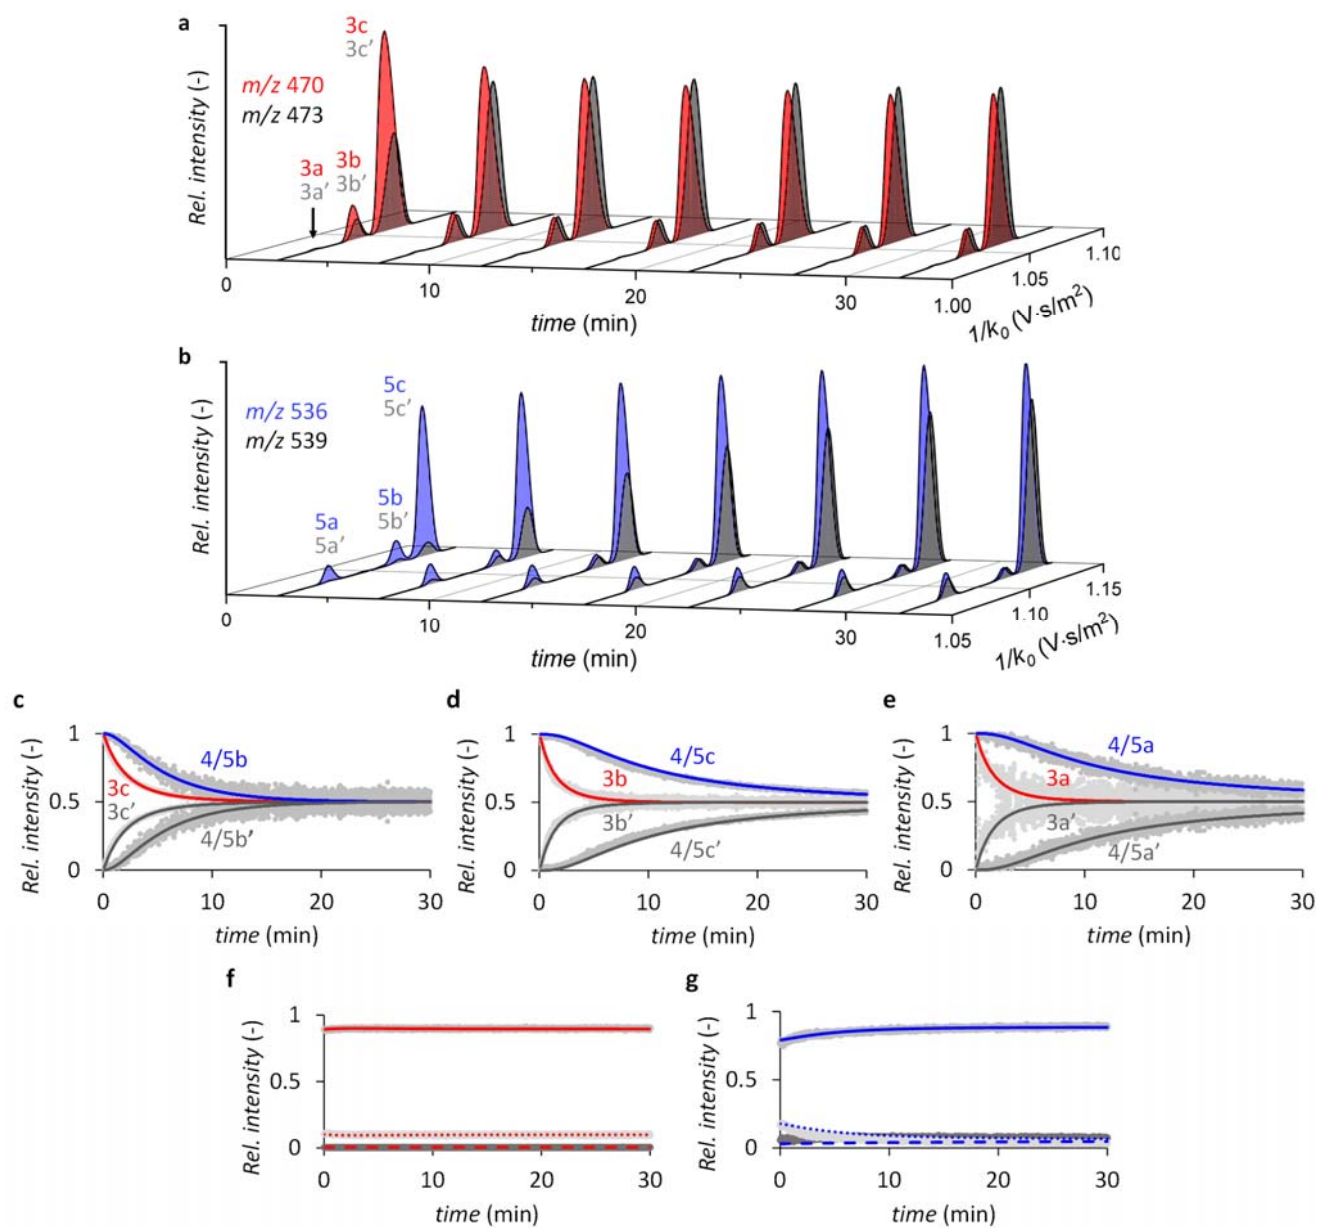 a
3c
3c’
m/z 470
m/z 473
3a 3b
3a’ 3b’
Rel. intensity (-)
0
10
20
30
time (min)
1.00
1.05
1.10
1/k0 (V·s/m²)
b
5c
5c’
m/z 536
m/z 539
5b
5b’
5a
5a’
Rel. intensity (-)
0
10
20
30
time (min)
1.05
1.10
1.15
1/k0 (V·s/m²)
c
Rel. intensity (-)
1
0.5
0
4/5b
3c
3c’
4/5b’
0 10 20 30
time (min)
d
Rel. intensity (-)
1
0.5
0
4/5c
3b
3b’
4/5c’
0 10 20 30
time (min)
e
Rel. intensity (-)
1
0.5
0
4/5a
3a
3a’
4/5a’
0 10 20 30
time (min)
f
Rel. intensity (-)
1
0.5
0
0 10 20 30
time (min)
g
Rel. intensity (-)
1
0.5
0
0 10 20 30
time (min)